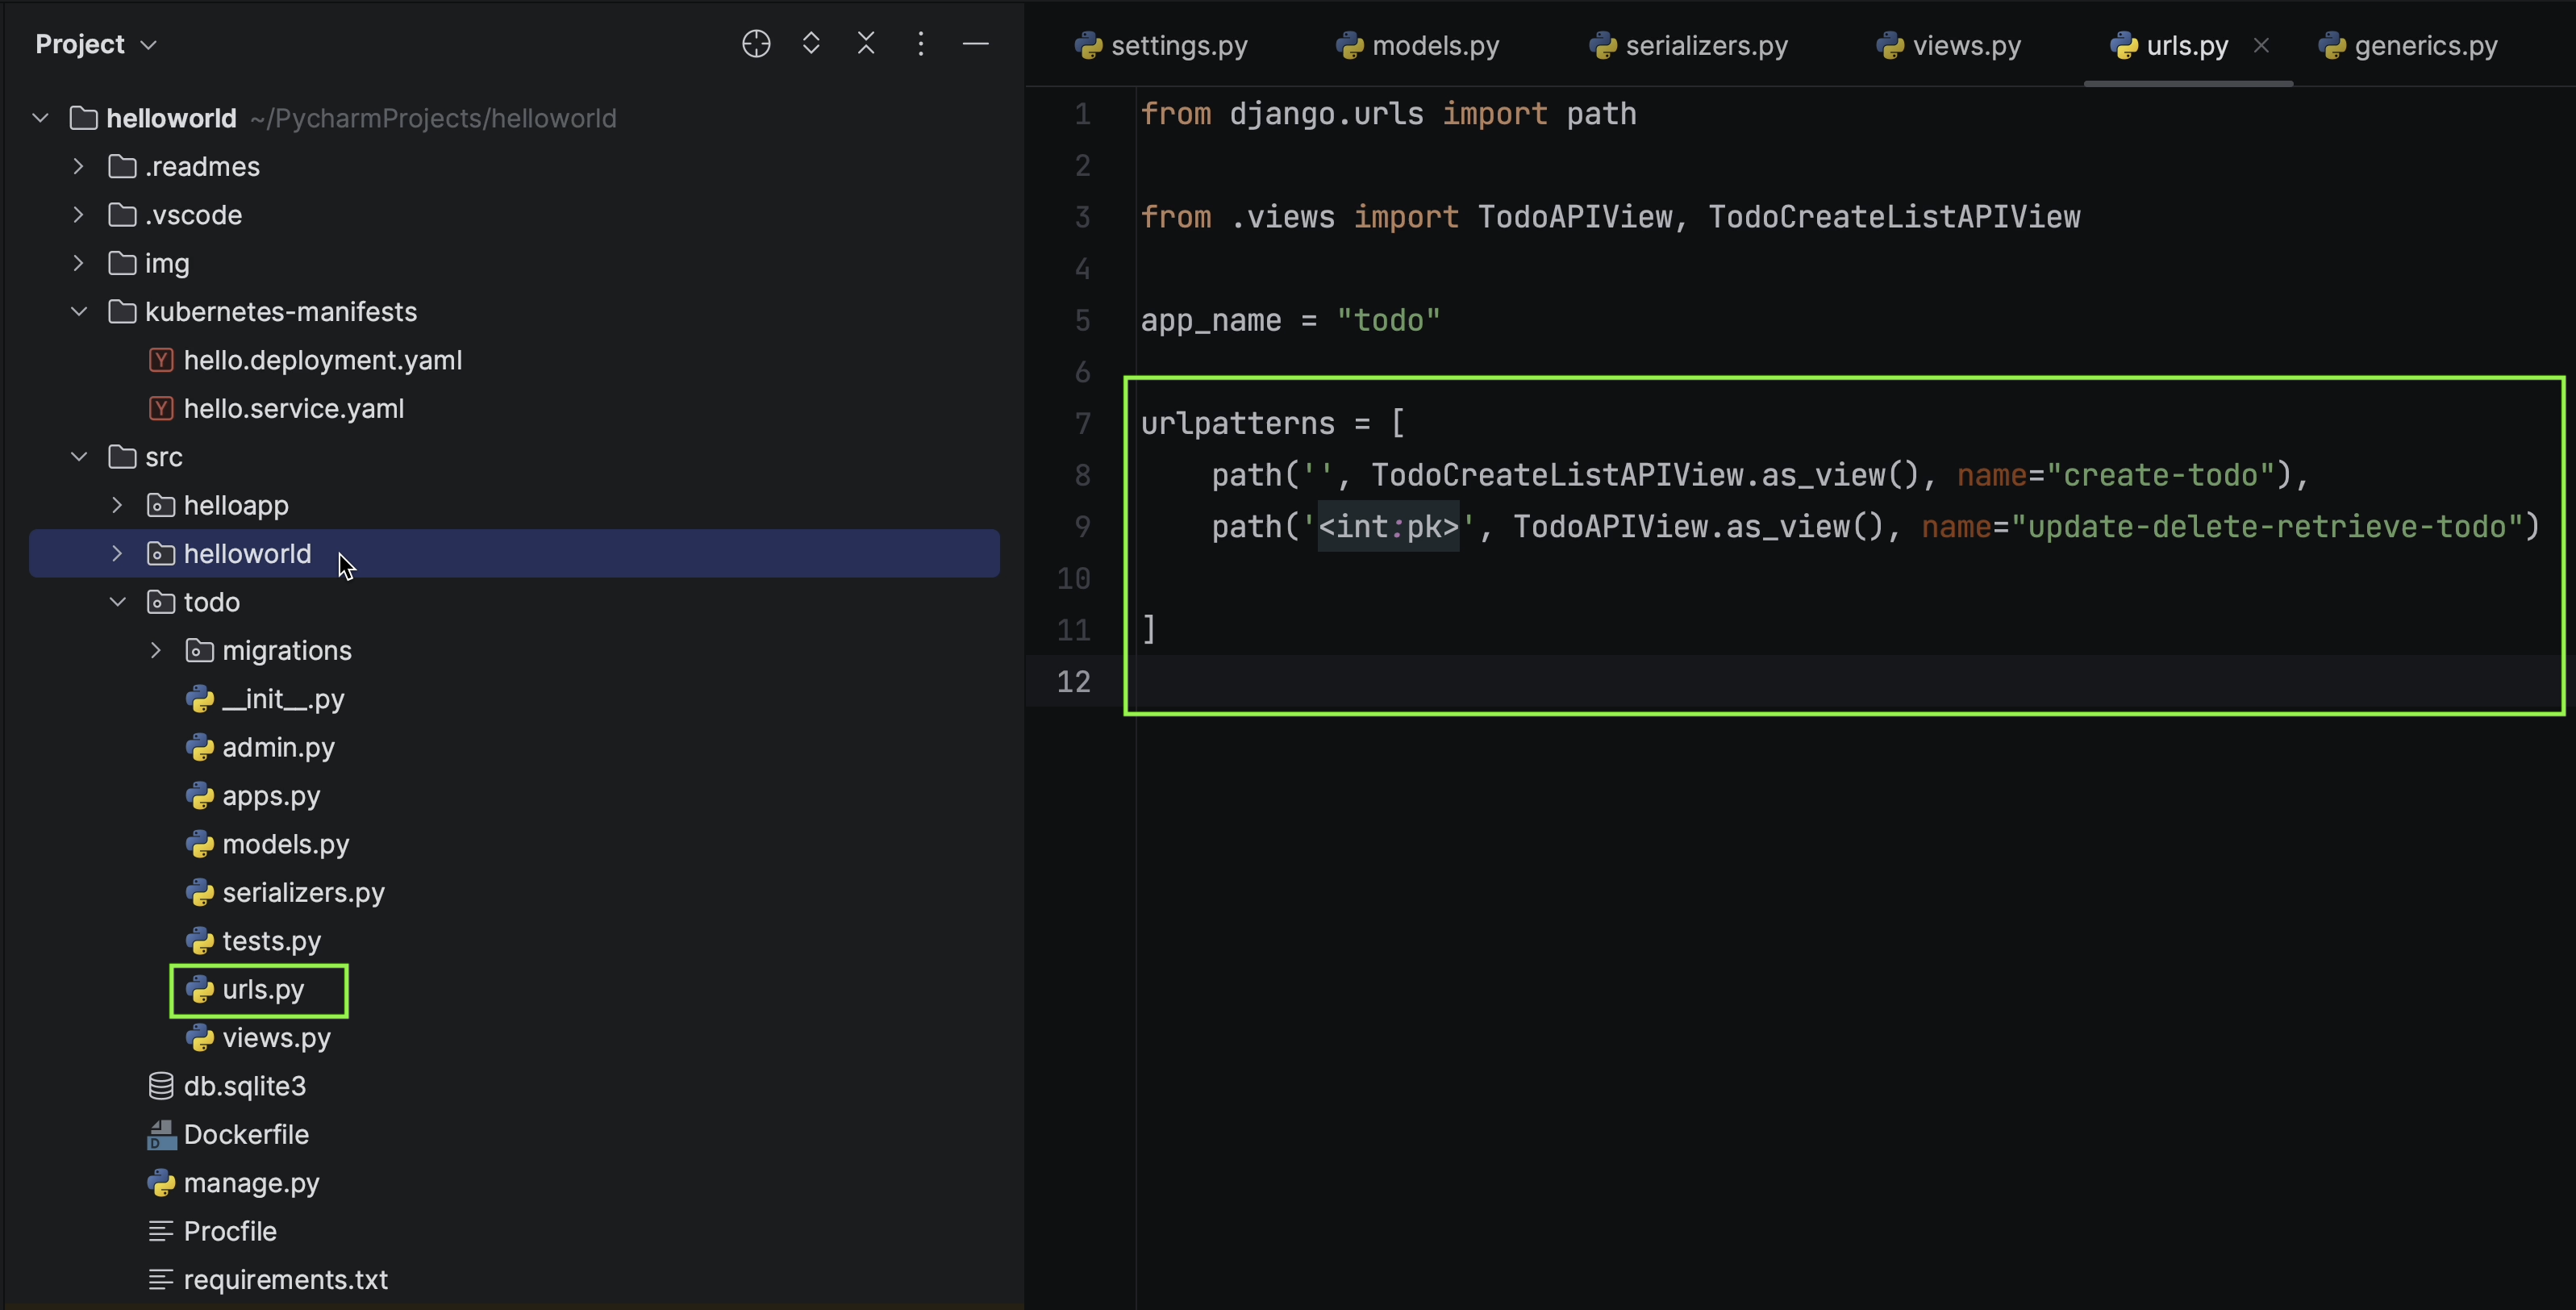 Project
helloworld ~/PycharmProjects/helloworld
.readmes
.vscode
img
kubernetes-manifests
Y hello.deployment.yaml
Y hello.service.yaml
src
helloapp
helloworld
todo
migrations
__init__.py
admin.py
apps.py
models.py
serializers.py
tests.py
urls.py
views.py
db.sqlite3
D Dockerfile
manage.py
Procfile
requirements.txt
settings.py models.py serializers.py views.py urls.py generics.py
1 from django.urls import path
2
3 from .views import TodoAPIView, TodoCreateListAPIView
4
5 app_name = "todo"
6
7 urlpatterns = [
8 path('', TodoCreateListAPIView.as_view(), name="create-todo"),
9 path('<int:pk>', TodoAPIView.as_view(), name="update-delete-retrieve-todo")
10
11 ]
12